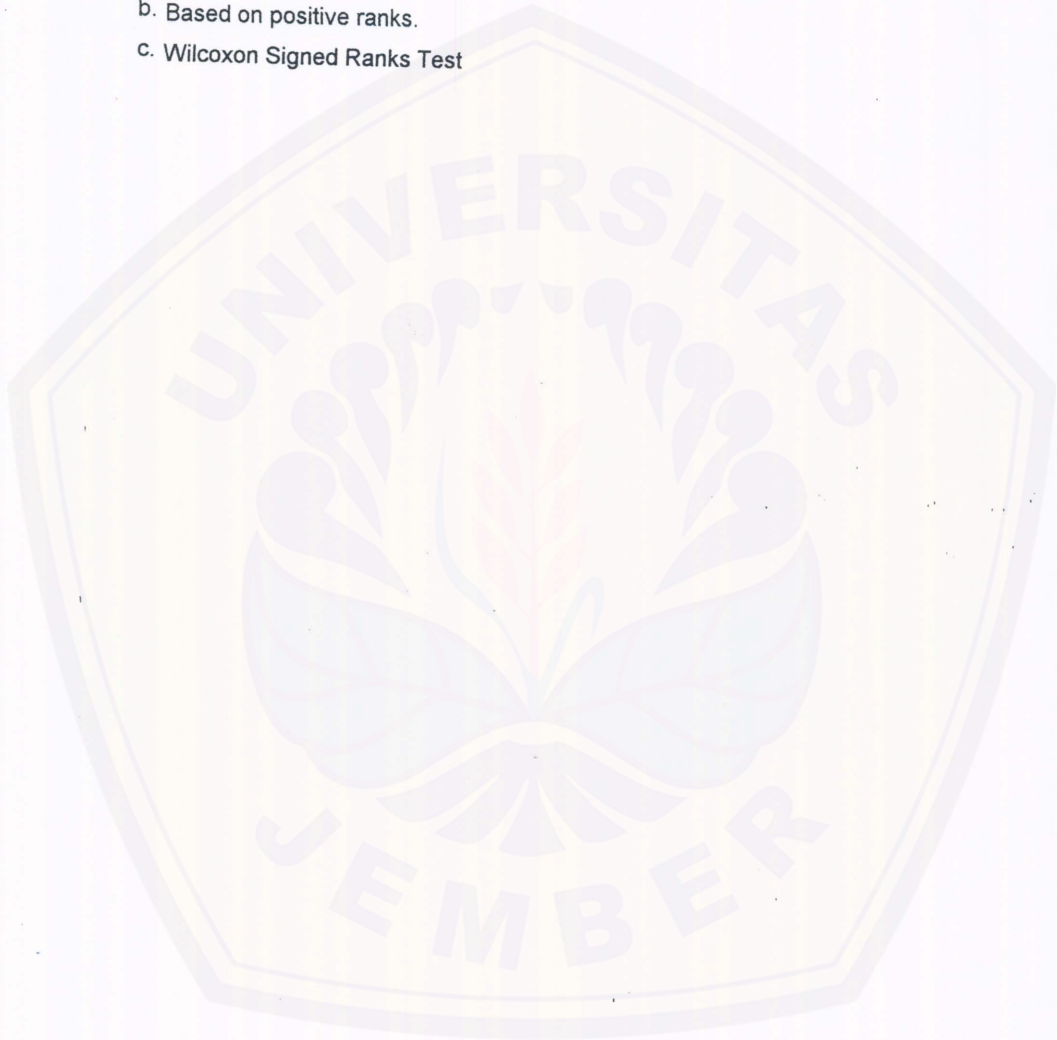 b. Based on positive ranks.
c. Wilcoxon Signed Ranks Test
UNIVERSITAS
JEMBER